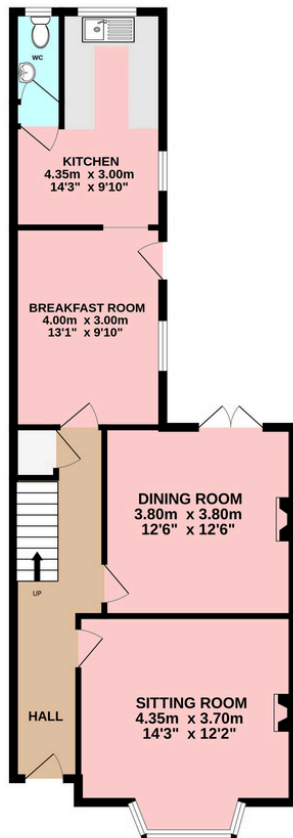 WC
KITCHEN
4.35m x 3.00m
14'3" x 9'10"
BREAKFAST ROOM
4.00m x 3.00m
13'1" x 9'10"
DINING ROOM
3.80m x 3.80m
12'6" x 12'6"
UP
HALL
SITTING ROOM
4.35m x 3.70m
14'3" x 12'2"